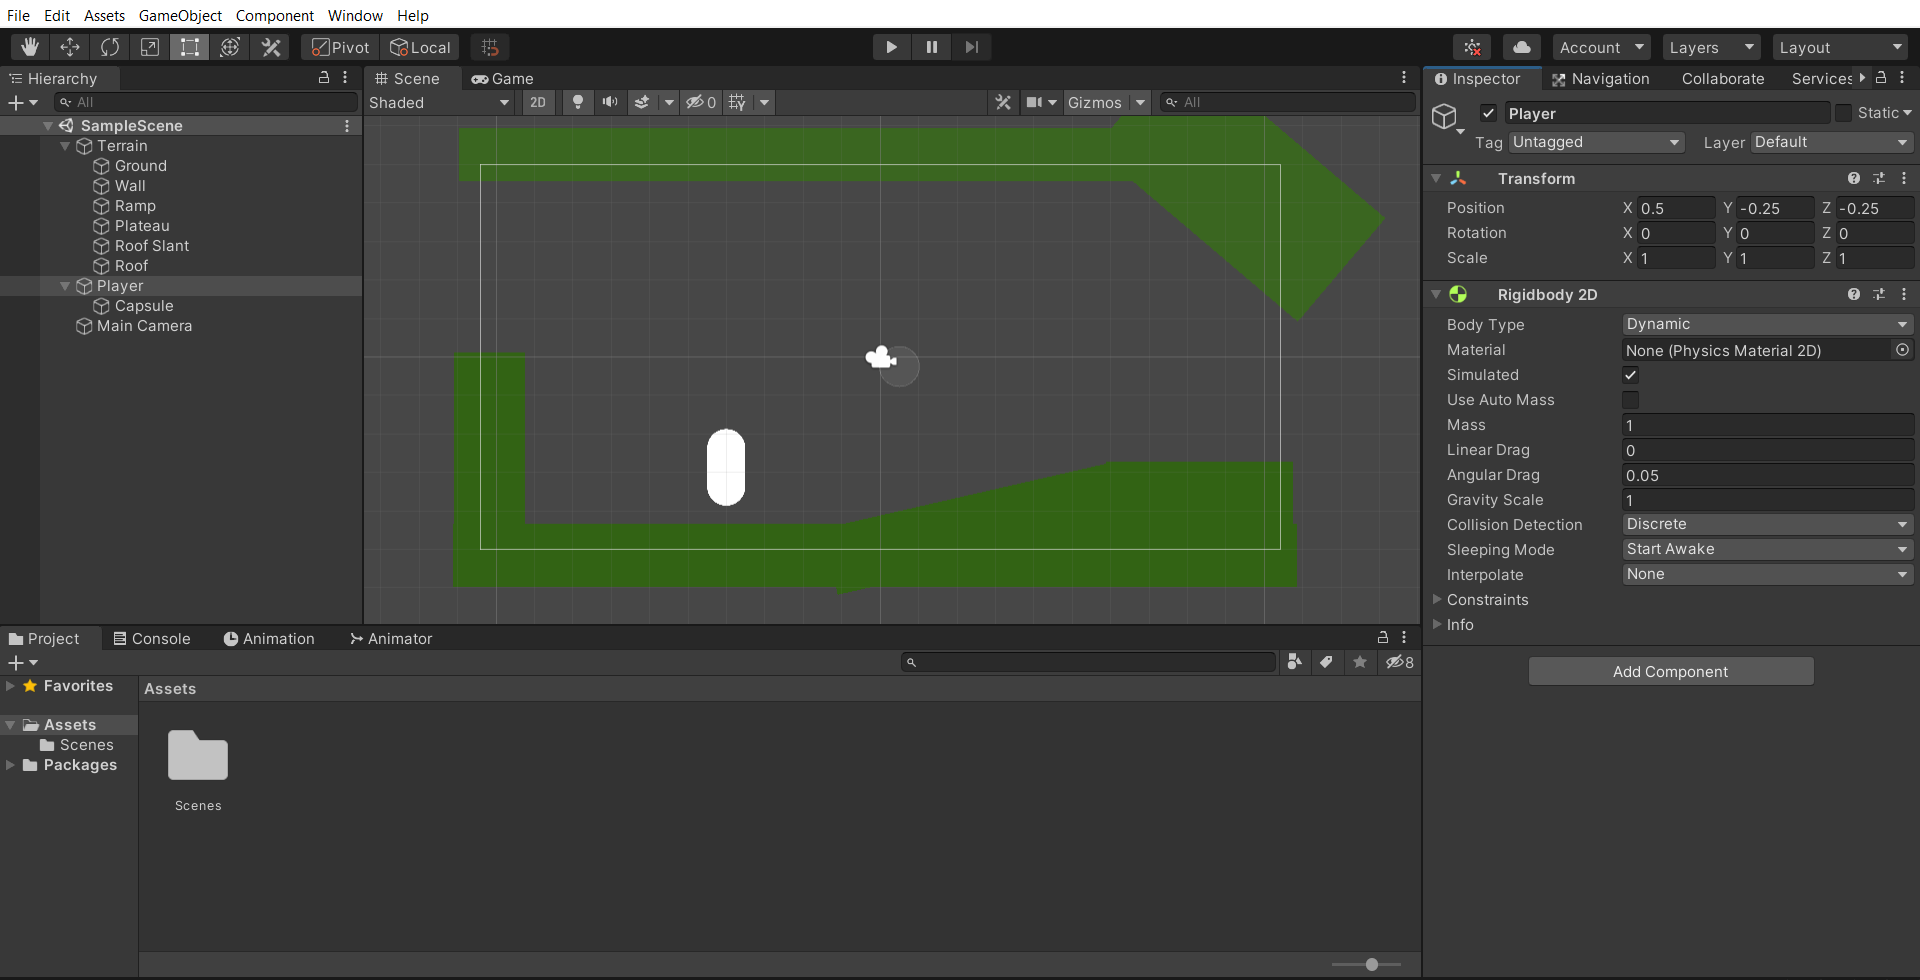 File Edit Assets GameObject Component Window Help
Pivot Local Account Layers Layout
Hierarchy
All
SampleScene
Terrain
Ground
Wall
Ramp
Plateau
Roof Slant
Roof
Player
Capsule
Main Camera
Scene Game
Shaded 2D 0 Gizmos All
Inspector Navigation Collaborate Services
Player Static
Tag Untagged Layer Default
Transform
Position X 0.5 Y -0.25 Z -0.25
Rotation X 0 Y 0 Z 0
Scale X 1 Y 1 Z 1
Rigidbody 2D
Body Type Dynamic
Material None (Physics Material 2D)
Simulated
Use Auto Mass
Mass 1
Linear Drag 0
Angular Drag 0.05
Gravity Scale 1
Collision Detection Discrete
Sleeping Mode Start Awake
Interpolate None
Constraints
Info
Add Component
Project Console Animation Animator
8
Favorites
Assets
Scenes
Packages
Assets
Scenes